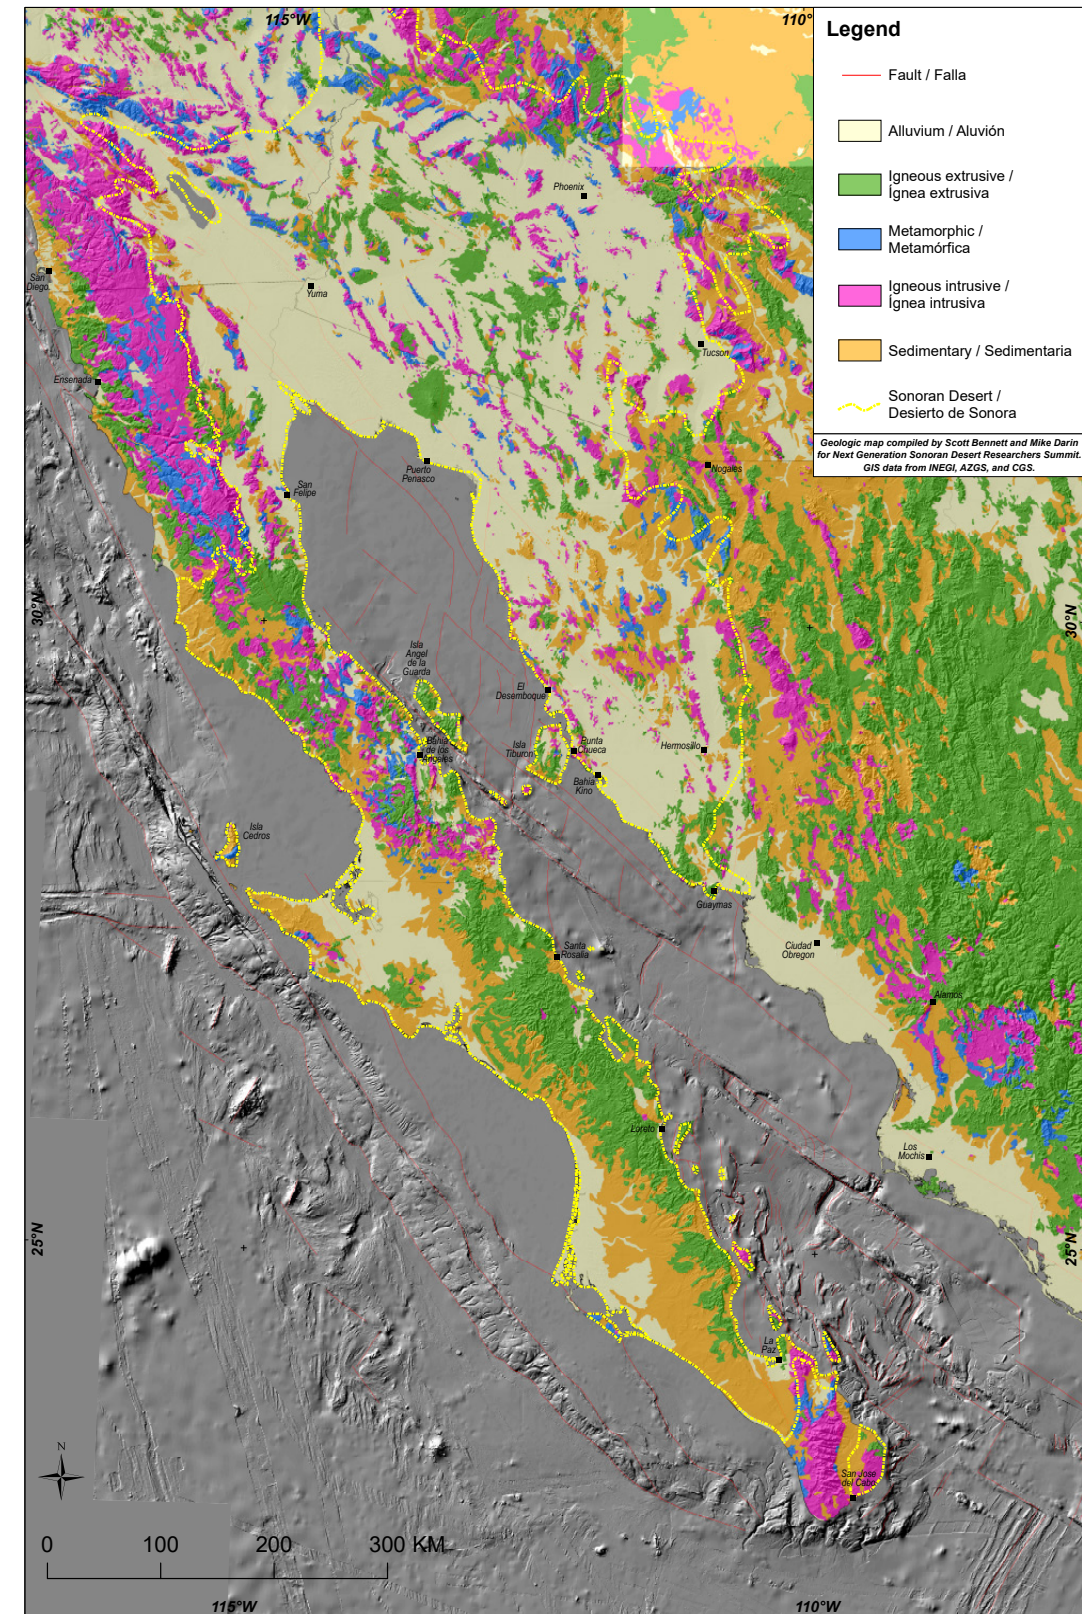 115°W
110°
Legend
Fault / Falla
Alluvium / Aluvión
Igneous extrusive /
Ígnea extrusiva
Metamorphic /
Metamórfica
Igneous intrusive /
Ígnea intrusiva
Sedimentary / Sedimentaria
Sonoran Desert /
Desierto de Sonora
Geologic map compiled by Scott Bennett and Mike Darin
for Next Generation Sonoran Desert Researchers Summit.
GIS data from INEGI, AZGS, and CGS.
Phoenix
San
Diego
Yuma
Tucson
Ensenada
Puerto
Penasco
Nogales
San
Felipe
30°N
30°N
Isla
Angel
de la
Guarda
El
Desemboque
Bahia
de los
Angeles
Isla
Tiburon
Punta
Chueca
Hermosillo
Bahia
Kino
Isla
Cedros
Guaymas
Santa
Rosalia
Ciudad
Obregon
Alamos
Loreto
Los
Mochis
25°N
25°N
La
Paz
San Jose
del Cabo
N
0
100
200
300 KM
115°W
110°W